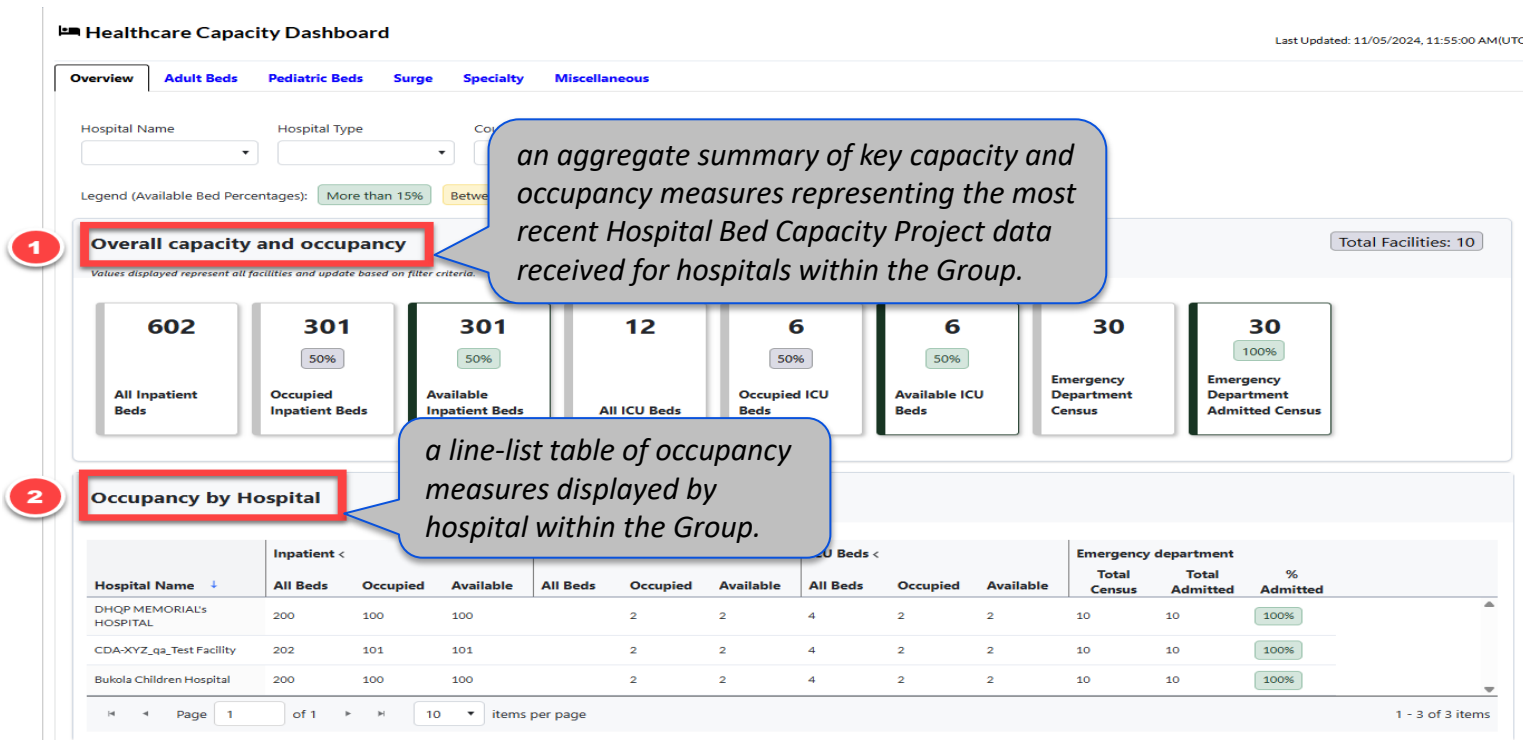 Healthcare Capacity Dashboard
Last Updated: 11/05/2024, 11:55:00 AM(UTC
Overview Adult Beds Pediatric Beds Surge Specialty Miscellaneous
Hospital Name Hospital Type
Legend (Available Bed Percentages): More than 15%
an aggregate summary of key capacity and
occupancy measures representing the most
recent Hospital Bed Capacity Project data
received for hospitals within the Group.
1
Overall capacity and occupancy
Total Facilities: 10
Values displayed represent all facilities and update based on filter criteria.
602 301 301 12 6 6 30 30
50% 50% 50% 50% 100%
All Inpatient
Beds
Occupied
Inpatient Beds
Available
Inpatient Beds
All ICU Beds
Occupied ICU
Beds
Available ICU
Beds
Emergency
Department
Census
Emergency
Department
Admitted Census
a line-list table of occupancy
measures displayed by
hospital within the Group.
2
Occupancy by Hospital
Inpatient < ICU Beds < Emergency department
Hospital Name ↓ All Beds Occupied Available All Beds Occupied Available All Beds Occupied Available Total Census Total Admitted % Admitted
DHQP MEMORIAL's
HOSPITAL
200 100 100 2 2 4 2 2 10 10 100%
CDA-XYZ_qa_Test Facility 202 101 101 2 2 4 2 2 10 10 100%
Bukola Children Hospital 200 100 100 2 2 4 2 2 10 10 100%
Page 1 of 1 10 items per page
1 - 3 of 3 items